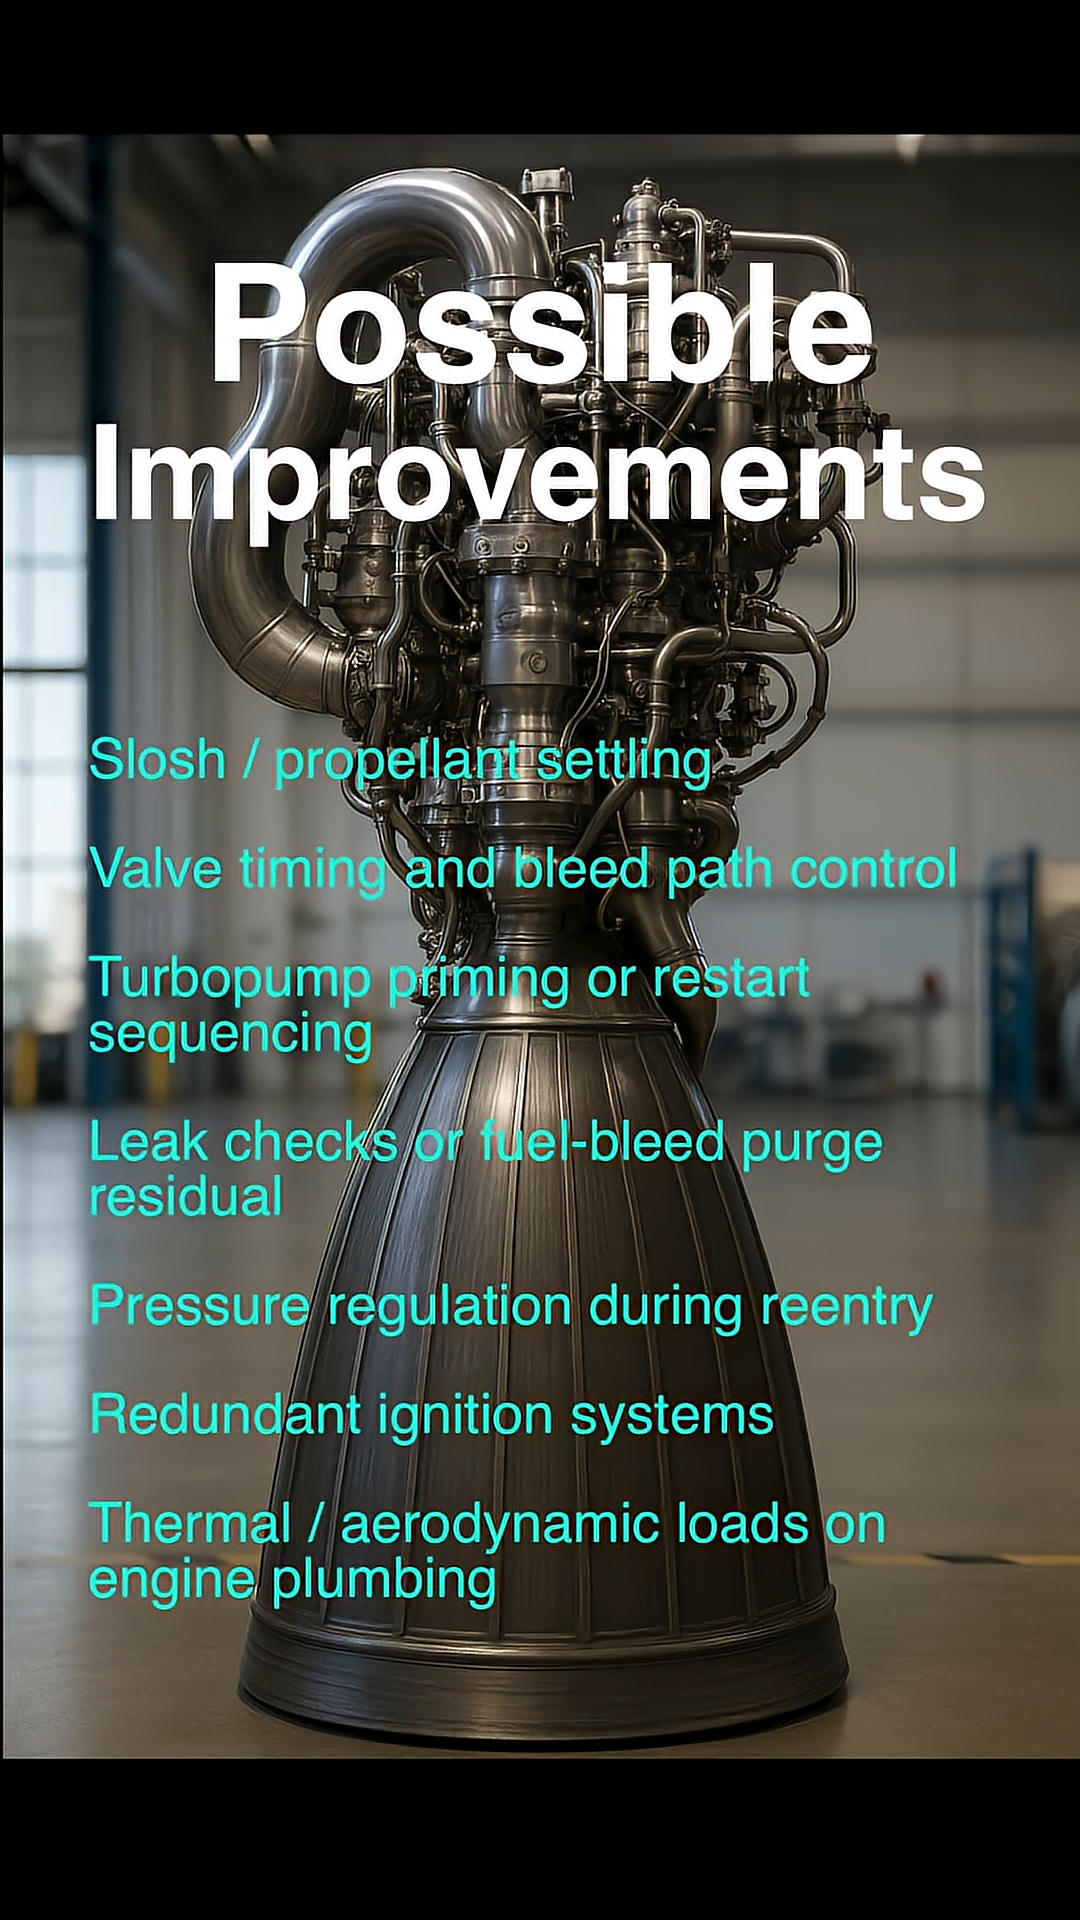 Possible
Improvements
Slosh / propellant settling
Valve timing and bleed path control
Turbopump priming or restart
sequencing
Leak checks or fuel-bleed purge
residual
Pressure regulation during reentry
Redundant ignition systems
Thermal / aerodynamic loads on
engine plumbing